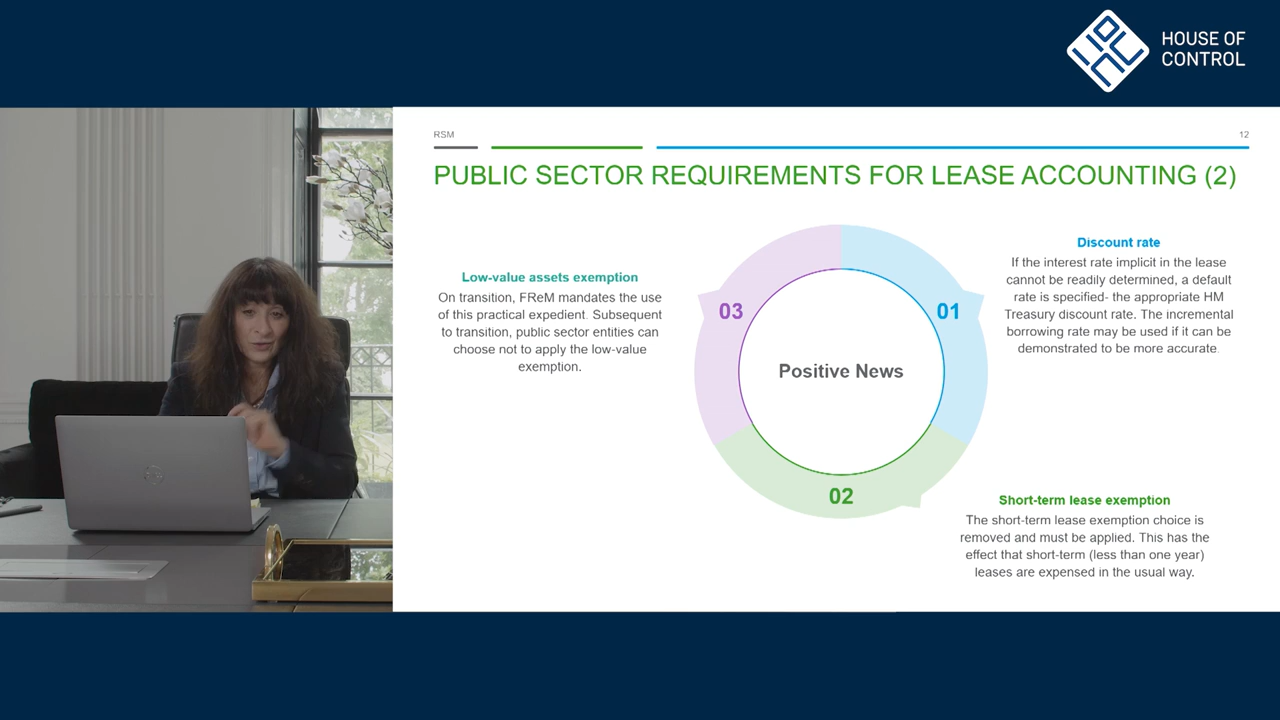 HOUSE OF
CONTROL
RSM
12
PUBLIC SECTOR REQUIREMENTS FOR LEASE ACCOUNTING (2)
Low-value assets exemption
On transition, FReM mandates the use
of this practical expedient. Subsequent
to transition, public sector entities can
choose not to apply the low-value
exemption.
03
01
Positive News
02
Discount rate
If the interest rate implicit in the lease
cannot be readily determined, a default
rate is specified- the appropriate HM
Treasury discount rate. The incremental
borrowing rate may be used if it can be
demonstrated to be more accurate.
Short-term lease exemption
The short-term lease exemption choice is
removed and must be applied. This has the
effect that short-term (less than one year)
leases are expensed in the usual way.